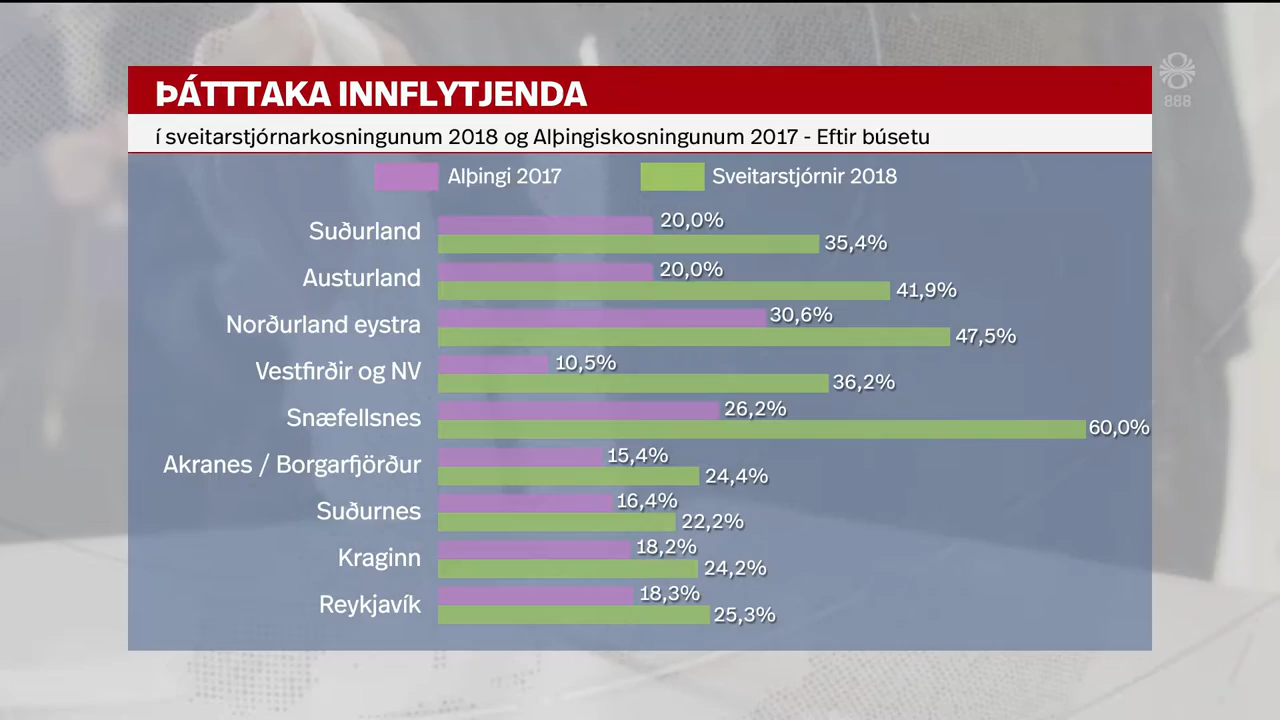 ÞÁTTTAKA INNFLYTJENDA
888
í sveitarstjórnarkosningunum 2018 og Alþingiskosningunum 2017 - Eftir búsetu
Alþingi 2017
Sveitarstjórnir 2018
Suðurland
20,0%
35,4%
Austurland
20,0%
41,9%
Norðurland eystra
30,6%
47,5%
Vestfirðir og NV
10,5%
36,2%
Snæfellsnes
26,2%
60,0%
Akranes / Borgarfjörður
15,4%
24,4%
Suðurnes
16,4%
22,2%
Kraginn
18,2%
24,2%
Reykjavík
18,3%
25,3%